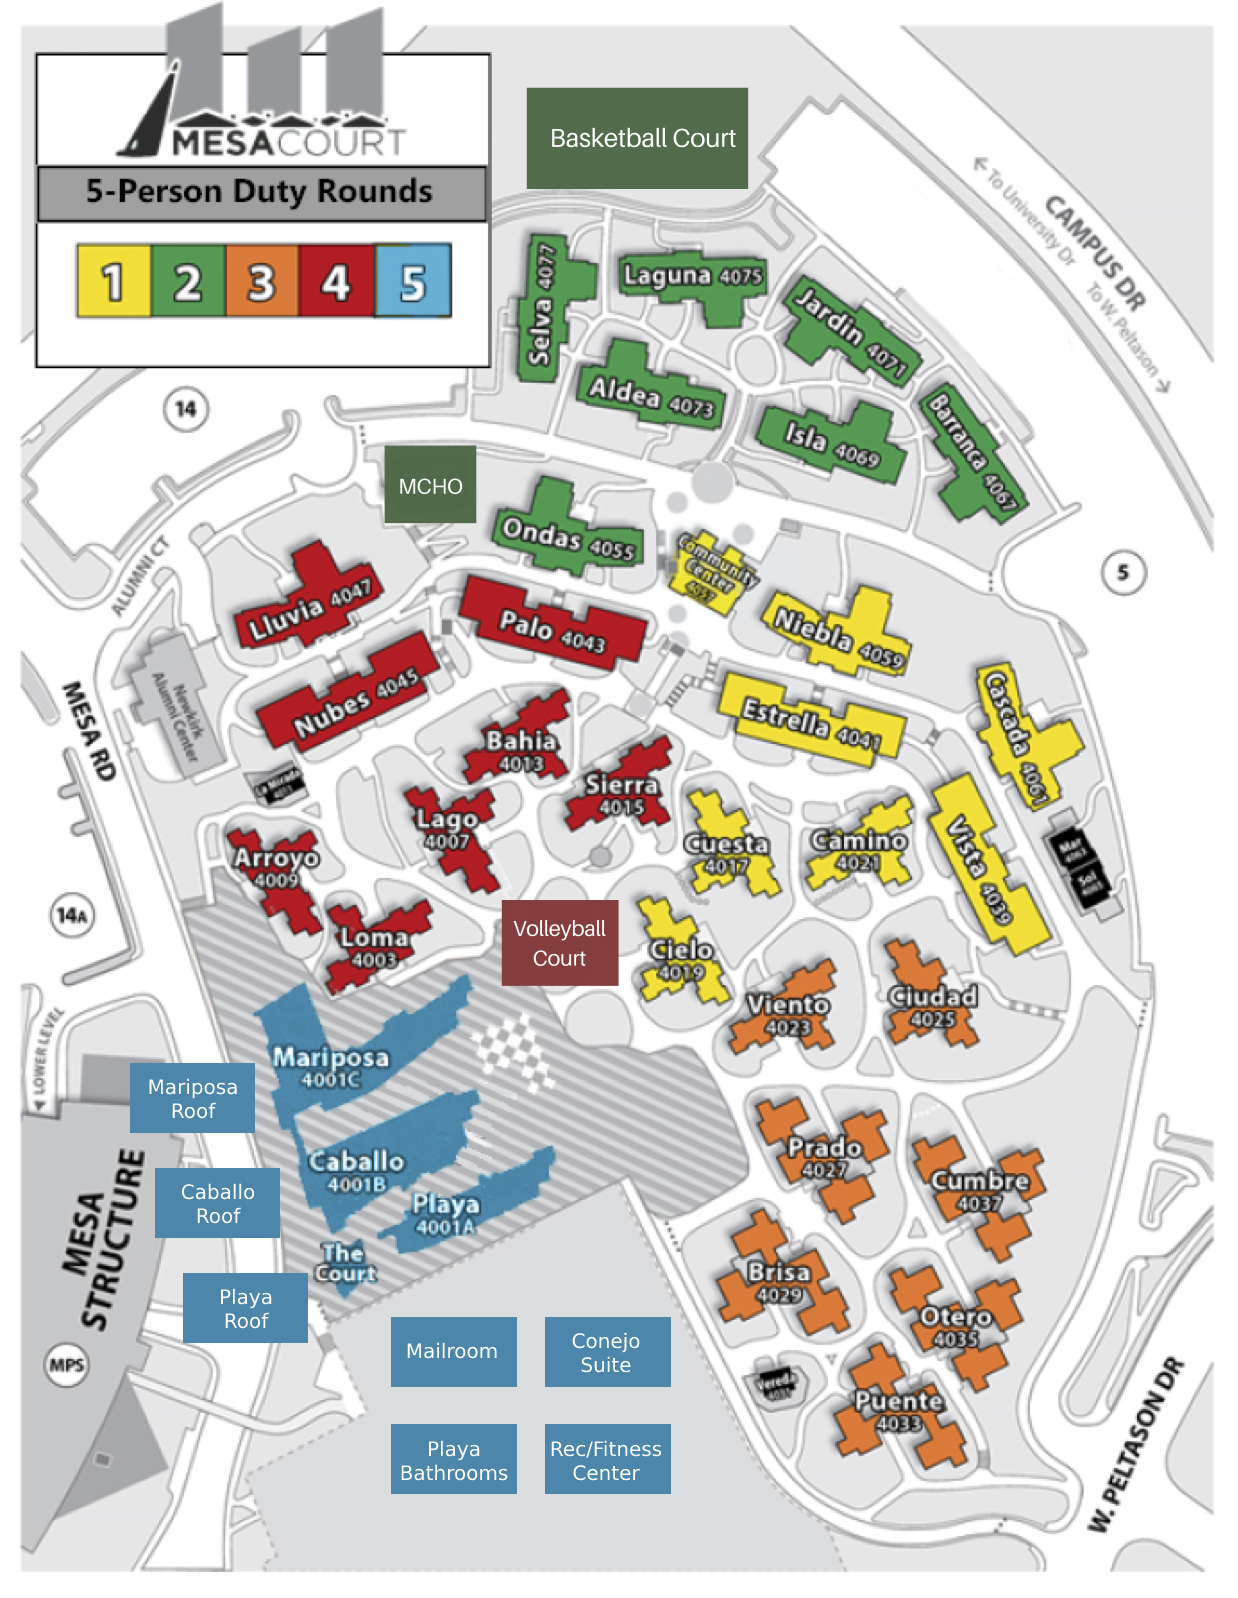 MESACOURT
5-Person Duty Rounds
1 2 3 4 5
Basketball Court
CAMPUS DR
To University Dr
To W. Peltason
Selva 4077
Laguna 4075
Jardin 4071
Aldea 4073
Isla 4069
Barranca 4067
14
MCHO
Ondas 4055
Community
Center
4057
5
ALUMNI CT
Lluvia 4047
Palo 4043
Niebla 4059
Newkirk
Alumni Center
Nubes 4045
Estrella 4041
Cascada 4061
MESA RD
Bahia
4013
Sierra
4015
La Mirada
4011
Lago
4007
Cuesta
4017
Camino
4021
Vista 4039
Mar
Sol
Arroyo
4009
14A
Loma
4003
Volleyball
Court
Cielo
4019
Viento
4023
Ciudad
4025
LOWER LEVEL
Mariposa
4001C
Mariposa
Roof
Prado
4027
Cumbre
4037
Caballo
4001B
Caballo
Roof
Playa
4001A
MESA
STRUCTURE
The
Court
Brisa
4029
Playa
Roof
Otero
4035
MPS
Mailroom
Conejo
Suite
Vereda
Puente
4033
Playa
Bathrooms
Rec/Fitness
Center
W. PELTASON DR